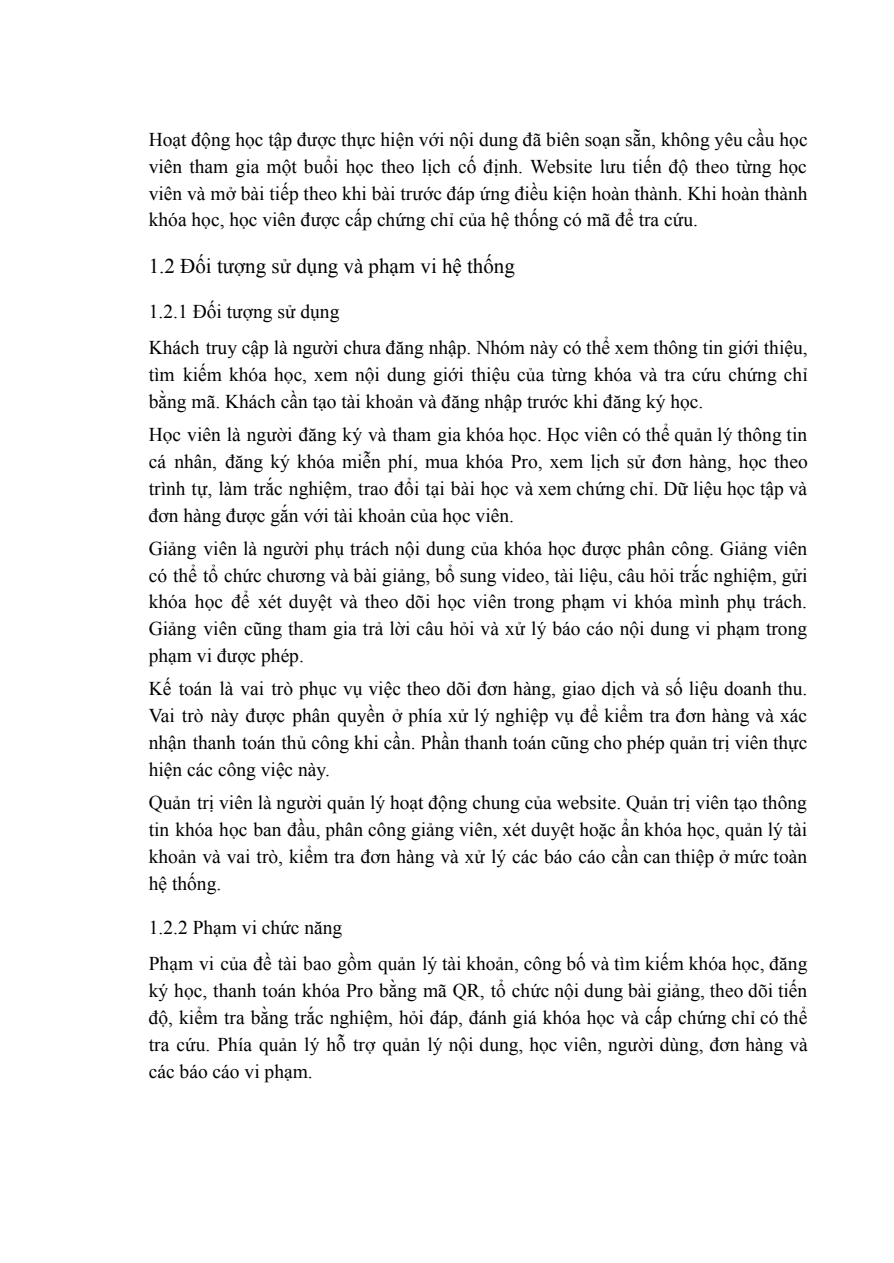 Hoạt động học tập được thực hiện với nội dung đã biên soạn sẵn, không yêu cầu học
viên tham gia một buổi học theo lịch cố định. Website lưu tiến độ theo từng học
viên và mở bài tiếp theo khi bài trước đáp ứng điều kiện hoàn thành. Khi hoàn thành
khóa học, học viên được cấp chứng chỉ của hệ thống có mã để tra cứu.
1.2 Đối tượng sử dụng và phạm vi hệ thống
1.2.1 Đối tượng sử dụng
Khách truy cập là người chưa đăng nhập. Nhóm này có thể xem thông tin giới thiệu,
tìm kiếm khóa học, xem nội dung giới thiệu của từng khóa và tra cứu chứng chỉ
bằng mã. Khách cần tạo tài khoản và đăng nhập trước khi đăng ký học.
Học viên là người đăng ký và tham gia khóa học. Học viên có thể quản lý thông tin
cá nhân, đăng ký khóa miễn phí, mua khóa Pro, xem lịch sử đơn hàng, học theo
trình tự, làm trắc nghiệm, trao đổi tại bài học và xem chứng chỉ. Dữ liệu học tập và
đơn hàng được gắn với tài khoản của học viên.
Giảng viên là người phụ trách nội dung của khóa học được phân công. Giảng viên
có thể tổ chức chương và bài giảng, bổ sung video, tài liệu, câu hỏi trắc nghiệm, gửi
khóa học để xét duyệt và theo dõi học viên trong phạm vi khóa mình phụ trách.
Giảng viên cũng tham gia trả lời câu hỏi và xử lý báo cáo nội dung vi phạm trong
phạm vi được phép.
Kế toán là vai trò phục vụ việc theo dõi đơn hàng, giao dịch và số liệu doanh thu.
Vai trò này được phân quyền ở phía xử lý nghiệp vụ để kiểm tra đơn hàng và xác
nhận thanh toán thủ công khi cần. Phần thanh toán cũng cho phép quản trị viên thực
hiện các công việc này.
Quản trị viên là người quản lý hoạt động chung của website. Quản trị viên tạo thông
tin khóa học ban đầu, phân công giảng viên, xét duyệt hoặc ẩn khóa học, quản lý tài
khoản và vai trò, kiểm tra đơn hàng và xử lý các báo cáo cần can thiệp ở mức toàn
hệ thống.
1.2.2 Phạm vi chức năng
Phạm vi của đề tài bao gồm quản lý tài khoản, công bố và tìm kiếm khóa học, đăng
ký học, thanh toán khóa Pro bằng mã QR, tổ chức nội dung bài giảng, theo dõi tiến
độ, kiểm tra bằng trắc nghiệm, hỏi đáp, đánh giá khóa học và cấp chứng chỉ có thể
tra cứu. Phía quản lý hỗ trợ quản lý nội dung, học viên, người dùng, đơn hàng và
các báo cáo vi phạm.